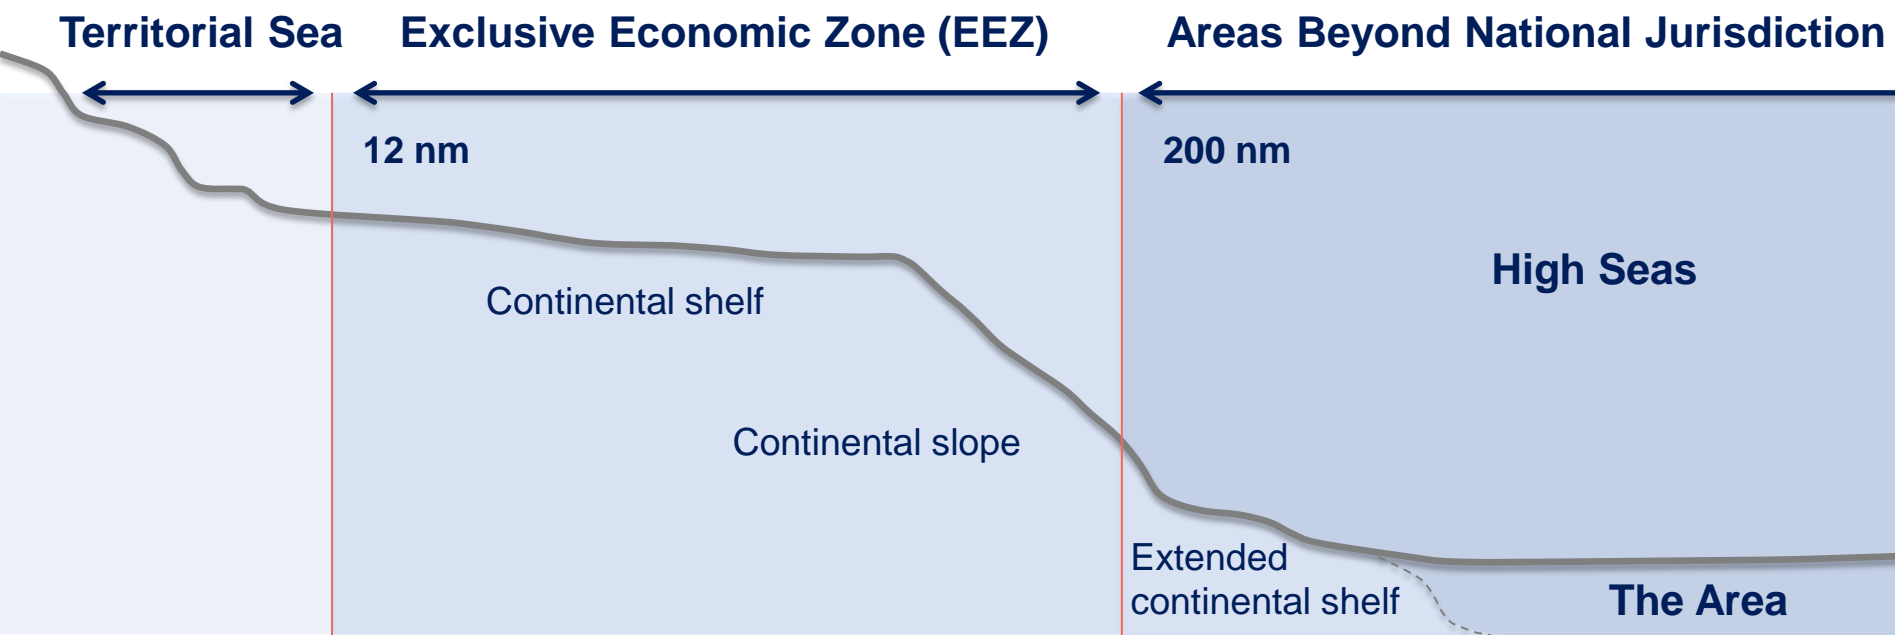 Territorial Sea
Exclusive Economic Zone (EEZ)
Areas Beyond National Jurisdiction
12 nm
200 nm
High Seas
Continental shelf
Continental slope
Extended
continental shelf
The Area